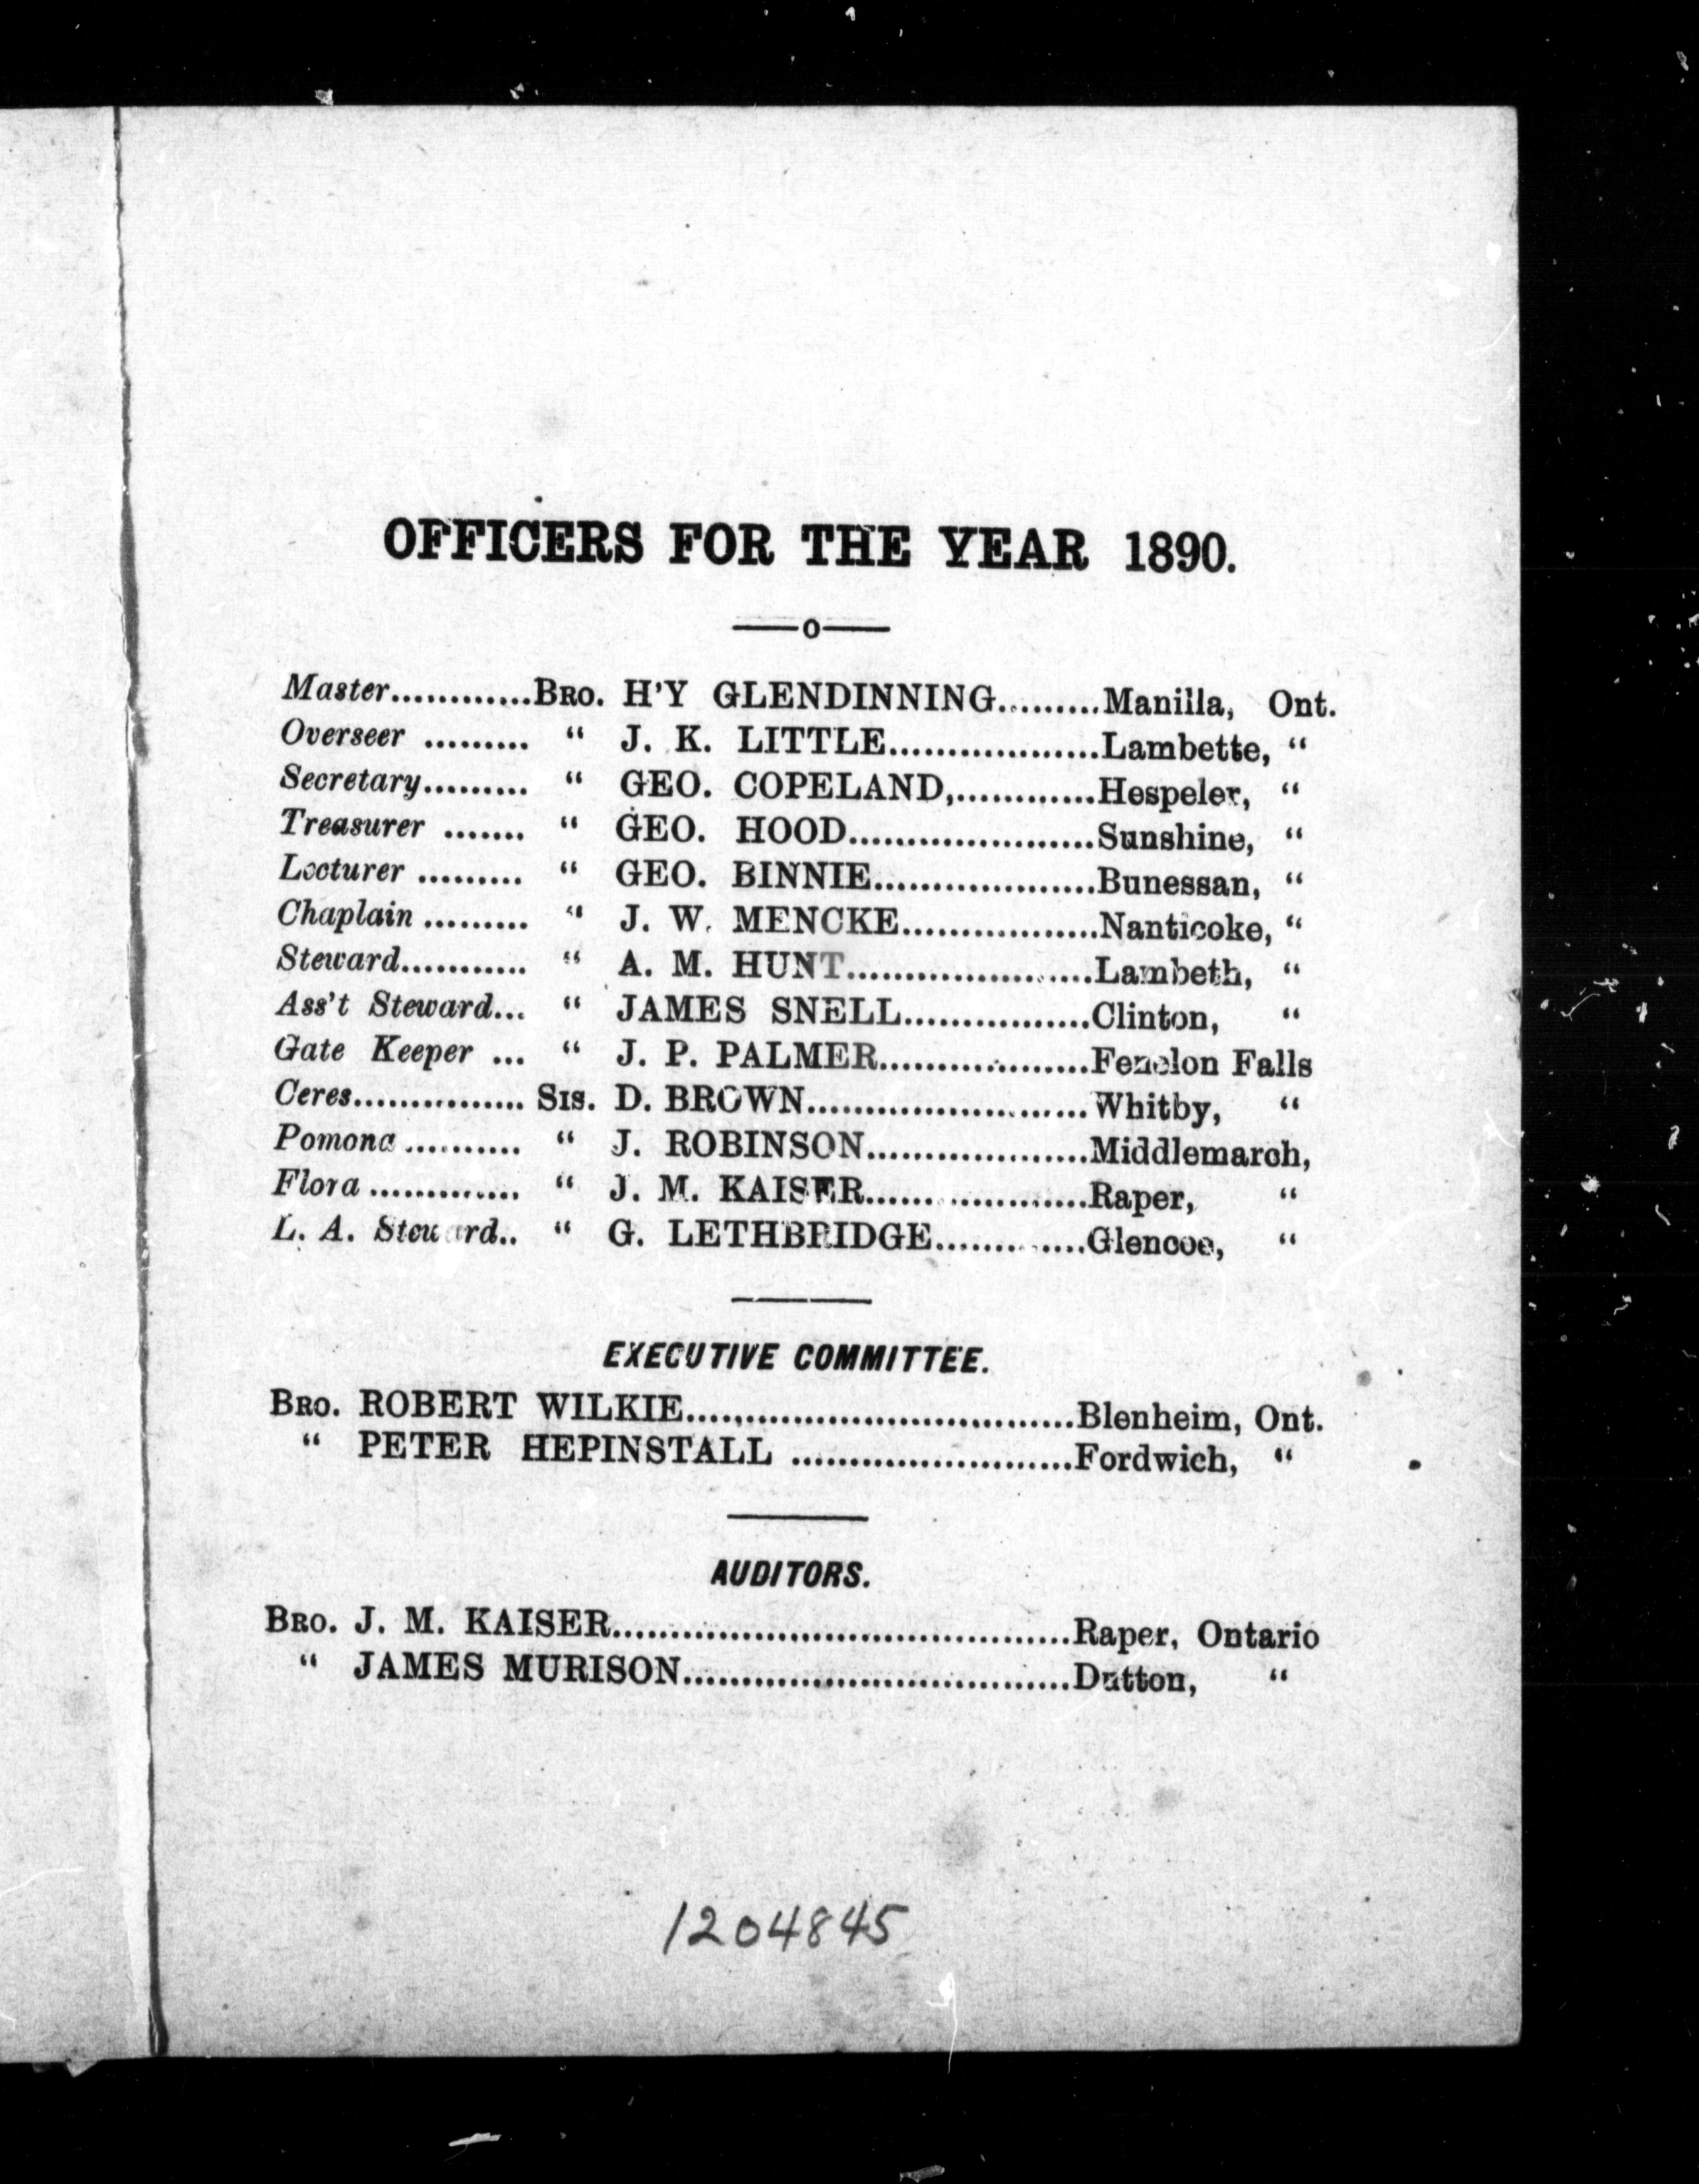 OFFICERS FOR THE YEAR 1890.
——o——
Master.............BRO. H'Y GLENDINNING..........Manilla, Ont.
Overseer ......... “ J. K. LITTLE...................Lambette, “
Secretary......... “ GEO. COPELAND,.............Hespeler, “
Treasurer ....... “ GEO. HOOD.......................Sunshine, “
Lecturer ......... “ GEO. BINNIE....................Bunessan, “
Chaplain ......... “ J. W. MENCKE..................Nanticoke, “
Steward........... “ A. M. HUNT.......................Lambeth, “
Ass't Steward... “ JAMES SNELL.................Clinton, “
Gate Keeper ... “ J. P. PALMER...................Fenelon Falls
Ceres................ SIS. D. BROWN..........................Whitby, “
Pomona .......... “ J. ROBINSON....................Middlemarch,
Flora ............. “ J. M. KAISER....................Raper, “
L. A. Steward.. “ G. LETHBRIDGE..............Glencoe, “
EXECUTIVE COMMITTEE.
BRO. ROBERT WILKIE....................................Blenheim, Ont.
“ PETER HEPINSTALL ..........................Fordwich, “
AUDITORS.
BRO. J. M. KAISER...........................................Raper, Ontario
“ JAMES MURISON....................................Dutton, “
1204845